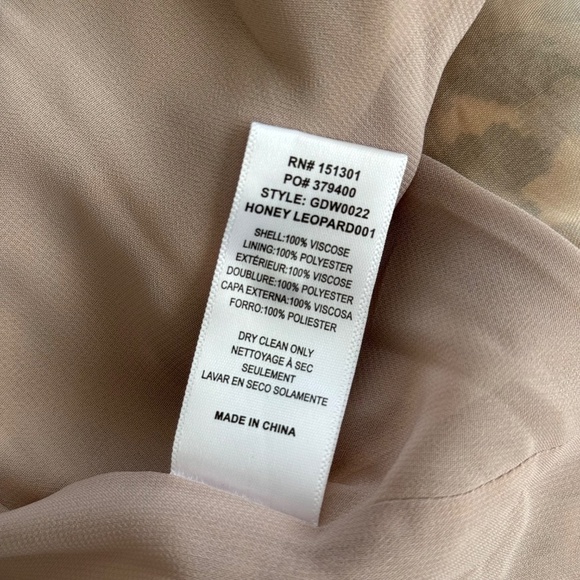 RN# 151301
PO# 379400
STYLE: GDW0022
HONEY LEOPARD001
SHELL:100% VISCOSE
LINING:100% POLYESTER
EXTÉRIEUR:100% VISCOSE
DOUBLURE:100% POLYESTER
CAPA EXTERNA:100% VISCOSA
FORRO:100% POLIESTER
DRY CLEAN ONLY
NETTOYAGE À SEC
SEULEMENT
LAVAR EN SECO SOLAMENTE
MADE IN CHINA